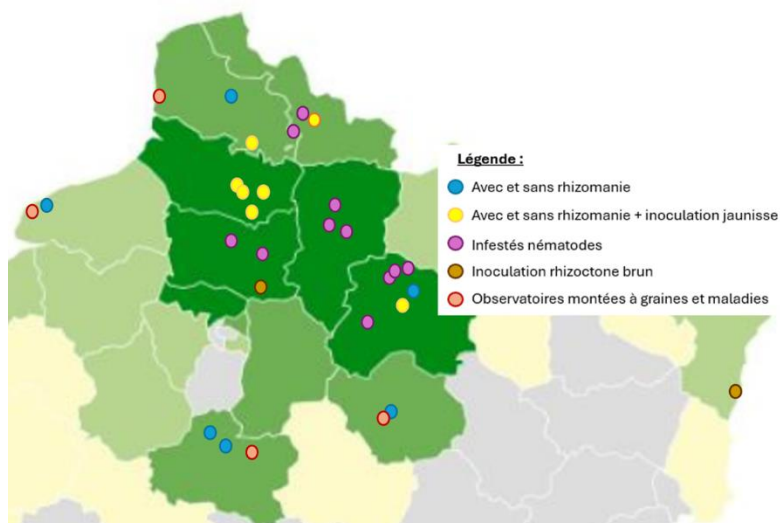 Légende :
Avec et sans rhizomanie
Avec et sans rhizomanie + inoculation jaunisse
Infestés nématodes
Inoculation rhizoctone brun
Observatoires montées à graines et maladies